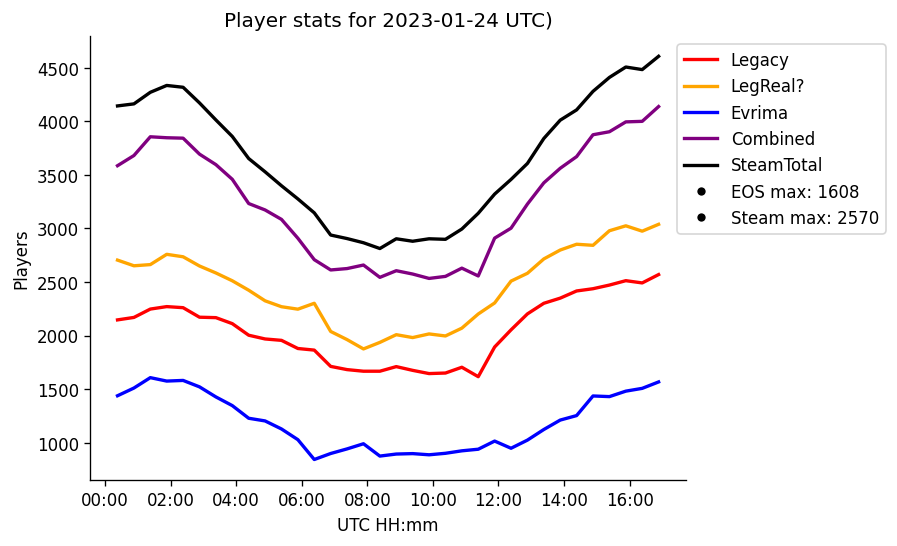 Player stats for 2023-01-24 UTC)
Players
4500
4000
3500
3000
2500
2000
1500
1000
00:00 02:00 04:00 06:00 08:00 10:00 12:00 14:00 16:00
UTC HH:mm
Legacy
LegReal?
Evrima
Combined
SteamTotal
EOS max: 1608
Steam max: 2570